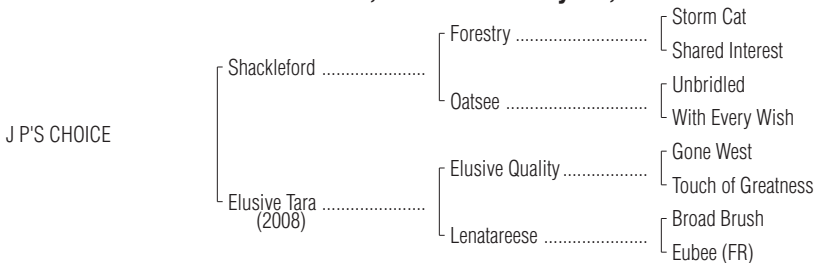 Storm Cat
Forestry ......................
Shared Interest
Shackleford ......................
Unbridled
Oatsee ..............................
With Every Wish
J P'S CHOICE
Gone West
Elusive Quality ..................
Touch of Greatness
Elusive Tara ......................
(2008)
Broad Brush
Lenatareese ......................
Eubee (FR)